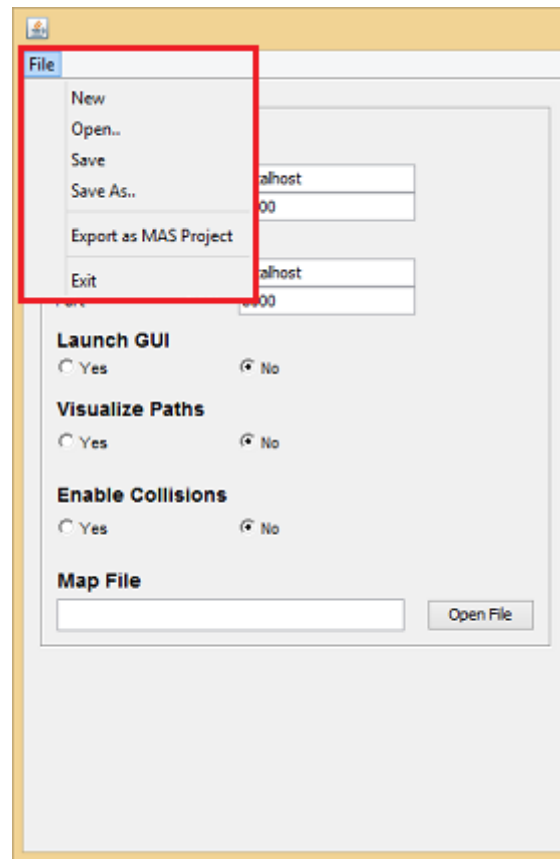 File
New
Open..
Save
Save As..
Export as MAS Project
Exit
Launch GUI
Yes No
Visualize Paths
Yes No
Enable Collisions
Yes No
Map File
Open File